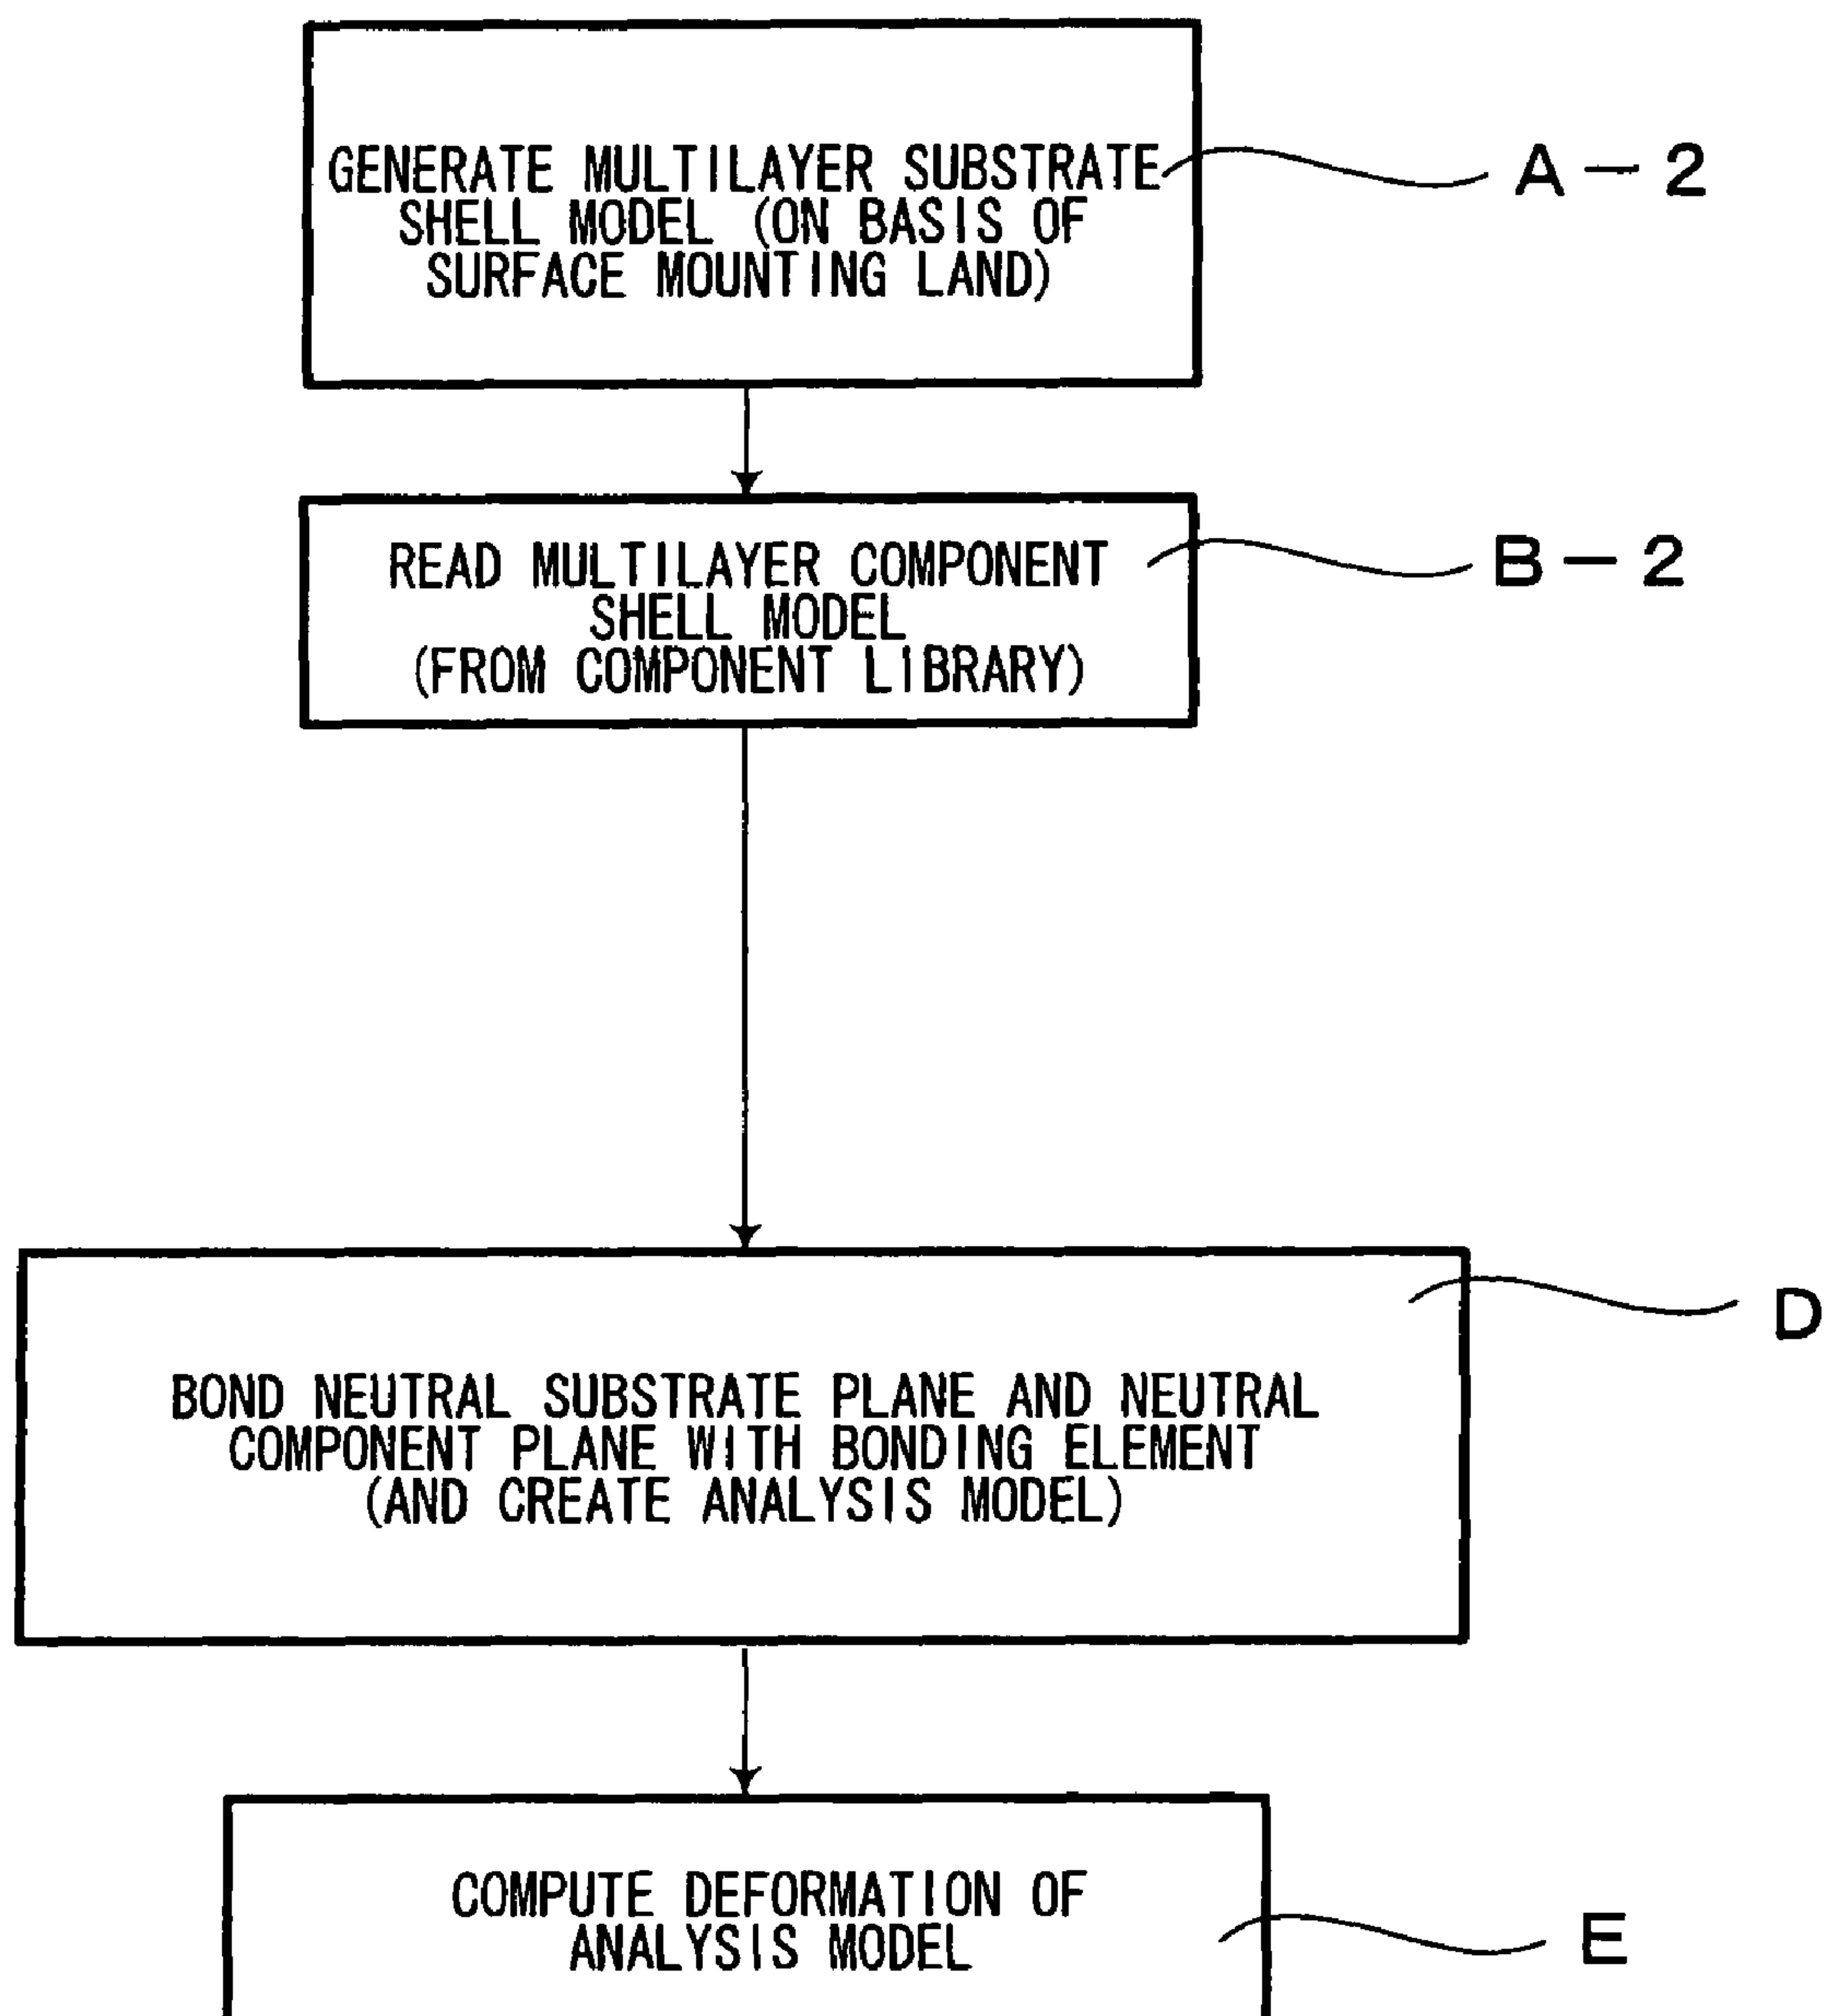 GENERATE MULTILAYER SUBSTRATE
SHELL MODEL (ON BASIS OF
SURFACE MOUNTING LAND)
A-2
READ MULTILAYER COMPONENT
SHELL MODEL
(FROM COMPONENT LIBRARY)
B-2
D
BOND NEUTRAL SUBSTRATE PLANE AND NEUTRAL
COMPONENT PLANE WITH BONDING ELEMENT
(AND CREATE ANALYSIS MODEL)
COMPUTE DEFORMATION OF
ANALYSIS MODEL
E